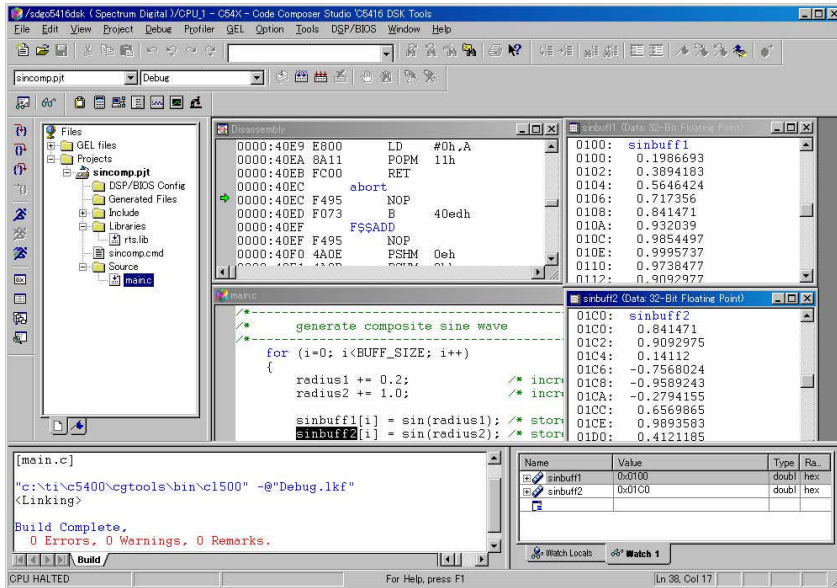 /sdgo5416dsk ( Spectrum Digital )/CPU_1 - C54X - Code Composer Studio 'C5416 DSK Tools
File Edit View Project Debug Profiler GEL Option Tools DSP/BIOS Window Help
sincomp.pjt Debug
Files
GEL files
Projects
sincomp.pjt
DSP/BIOS Config
Generated Files
Include
Libraries
rts.lib
sincomp.cmd
Source
main.c
Disassembly
0000:40E9 E800 LD #0h,A
0000:40EA 8A11 POPM 11h
0000:40EB FC00 RET
0000:40EC abort
0000:40EC F495 NOP
0000:40ED F073 B 40edh
0000:40EF F$$ADD
0000:40EF F495 NOP
0000:40F0 4A0E PSHM 0eh
sinbuff1 (Data: 32-Bit Floating Point)
0100: sinbuff1
0100: 0.1986693
0102: 0.3894183
0104: 0.5646424
0106: 0.717356
0108: 0.841471
010A: 0.932039
010C: 0.9854497
010E: 0.9995737
0110: 0.9738477
0112: 0.9092977
main.c
/*-----------------------------------
/* generate composite sine wave
/*-----------------------------------
for (i=0; i<BUFF_SIZE; i++)
{
radius1 += 0.2; /* incre
radius2 += 1.0; /* incre
sinbuff1[i] = sin(radius1); /* store
sinbuff2[i] = sin(radius2); /* store
sinbuff2 (Data: 32-Bit Floating Point)
01C0: sinbuff2
01C0: 0.841471
01C2: 0.9092975
01C4: 0.14112
01C6: -0.7568024
01C8: -0.9589243
01CA: -0.2794155
01CC: 0.6569865
01CE: 0.9893583
01D0: 0.4121185
[main.c]
"c:\ti\c5400\cgtools\bin\cl500" -@"Debug.lkf"
<Linking>
Build Complete,
0 Errors, 0 Warnings, 0 Remarks.
Build
Name Value Type Ra...
sinbuff1 0x0100 doubl hex
sinbuff2 0x01C0 doubl hex
Watch Locals Watch 1
CPU HALTED For Help, press F1 Ln 38, Col 17